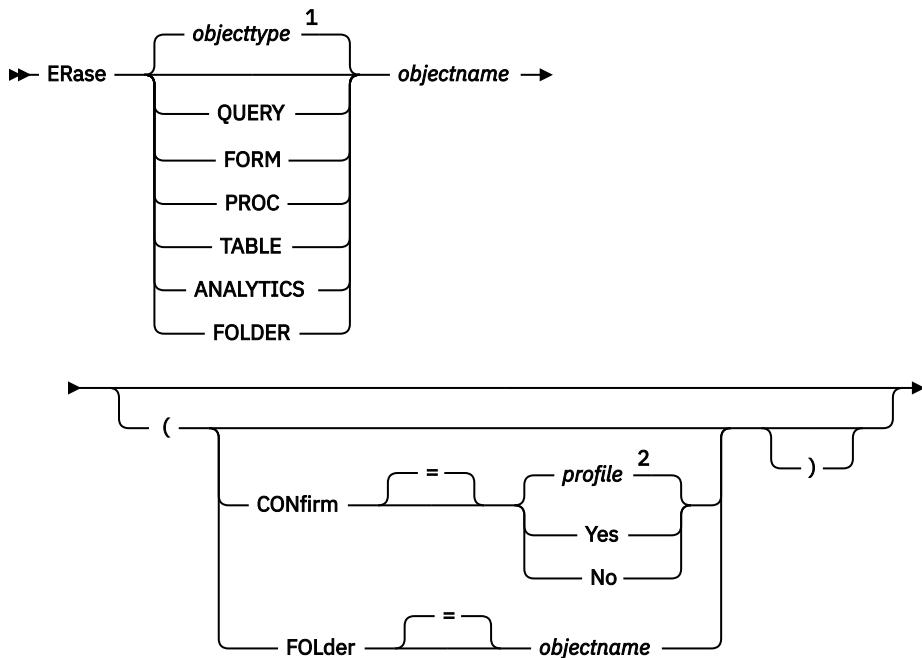 objecttype 1
ERase objectname
QUERY
FORM
PROC
TABLE
ANALYTICS
FOLDER
(
=
profile 2
)
CONfirm
Yes
No
=
FOLder objectname